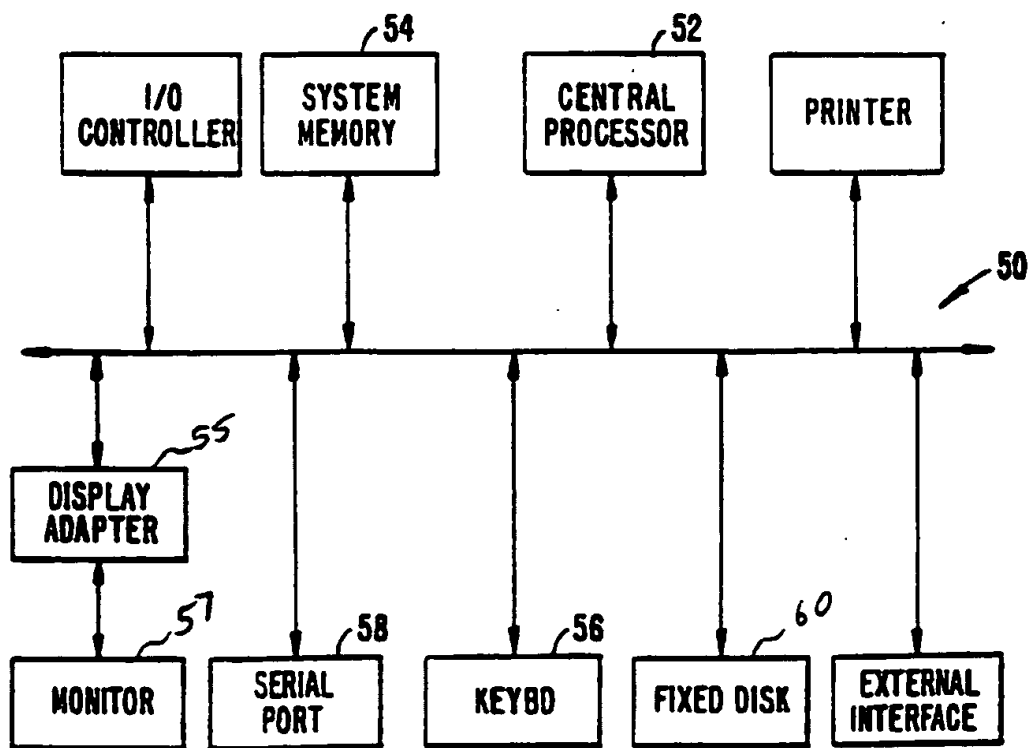 54
52
I/O
CONTROLLER
SYSTEM
MEMORY
CENTRAL
PROCESSOR
PRINTER
50
55
DISPLAY
ADAPTER
57
58
56
60
MONITOR
SERIAL
PORT
KEYBD
FIXED DISK
EXTERNAL
INTERFACE